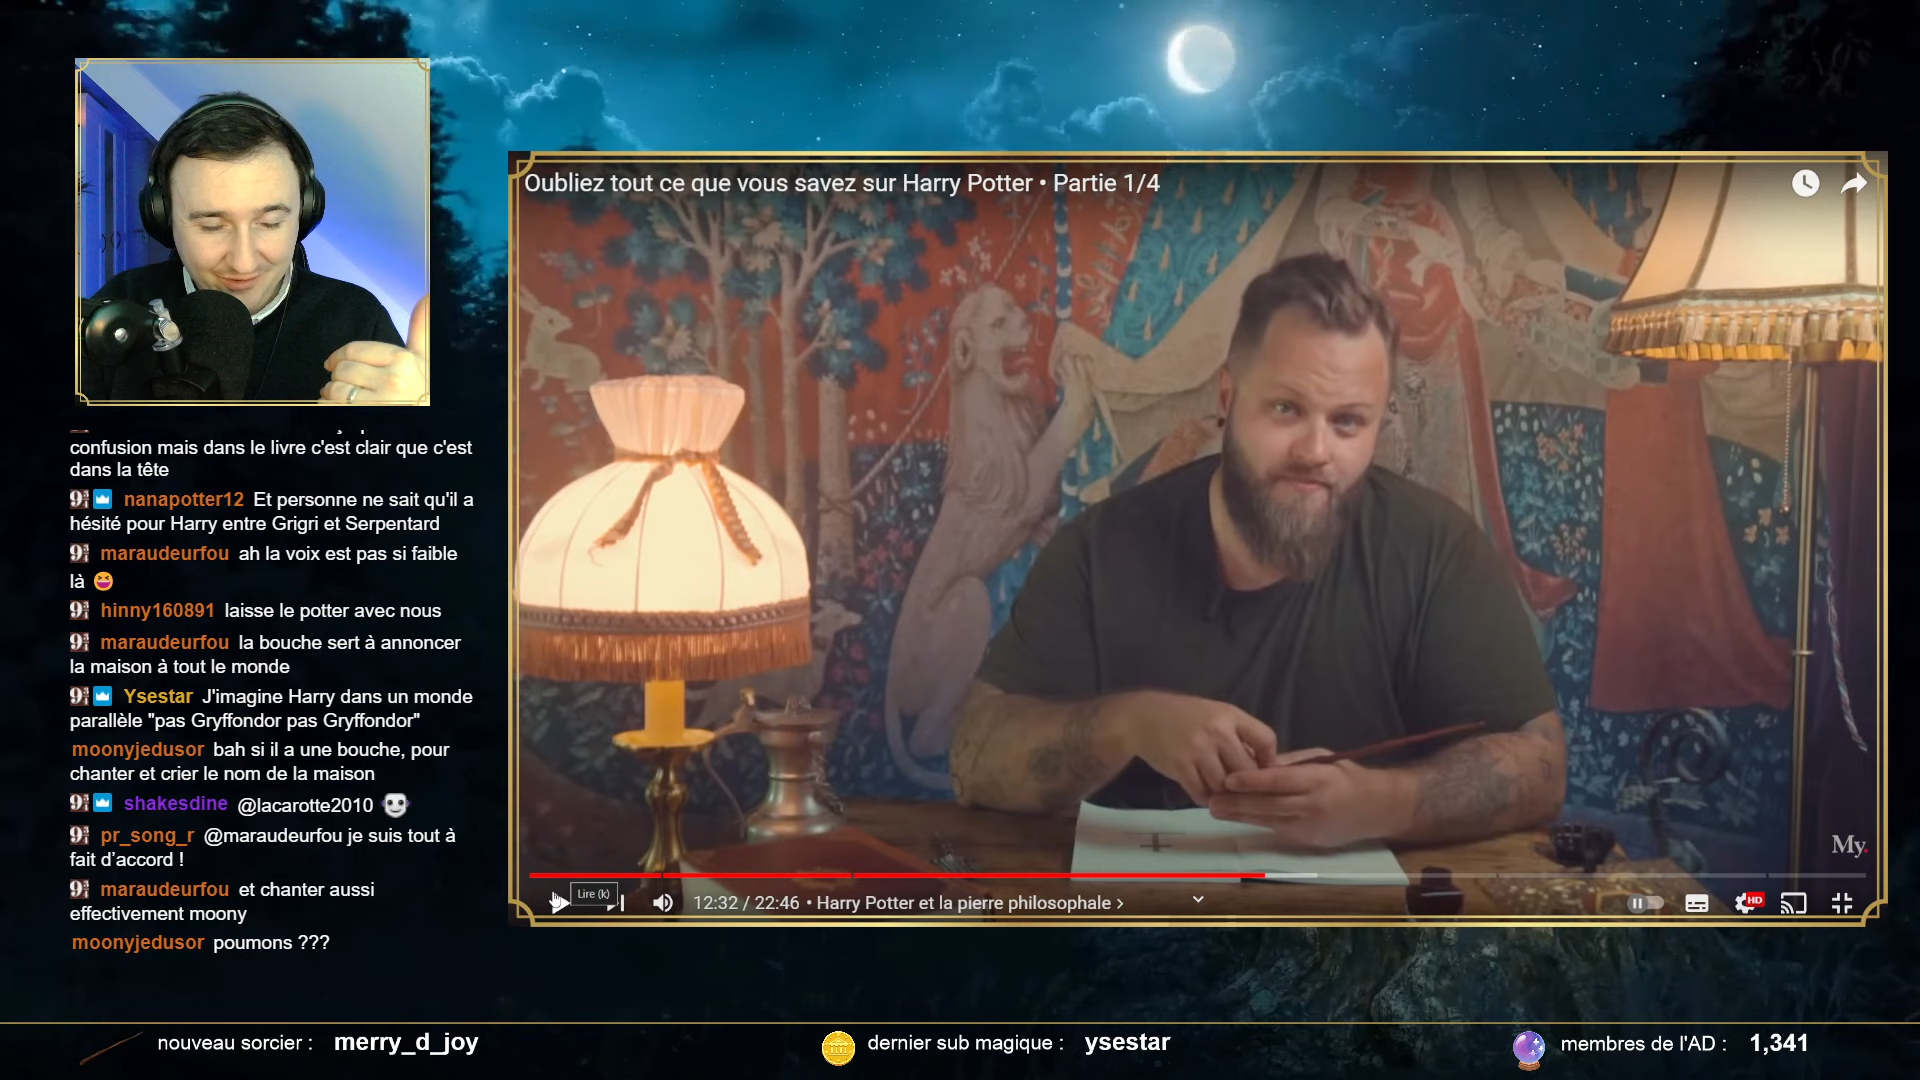 Oubliez tout ce que vous savez sur Harry Potter • Partie 1/4
confusion mais dans le livre c'est clair que c'est
dans la tête
nanapotter12 Et personne ne sait qu'il a
hésité pour Harry entre Grigri et Serpentard
maraudeurfou ah la voix est pas si faible
là
hinny160891 laisse le potter avec nous
maraudeurfou la bouche sert à annoncer
la maison à tout le monde
Ysestar J'imagine Harry dans un monde
parallèle "pas Gryffondor pas Gryffondor"
moonyjedusor bah si il a une bouche, pour
chanter et crier le nom de la maison
shakesdine @lacarotte2010
pr_song_r @maraudeurfou je suis tout à
fait d'accord !
maraudeurfou et chanter aussi
effectivement moony
moonyjedusor poumons ???
My.
Lire (k)
12:32 / 22:46 • Harry Potter et la pierre philosophale >
HD
nouveau sorcier : merry_d_joy
dernier sub magique : ysestar
membres de l'AD : 1,341